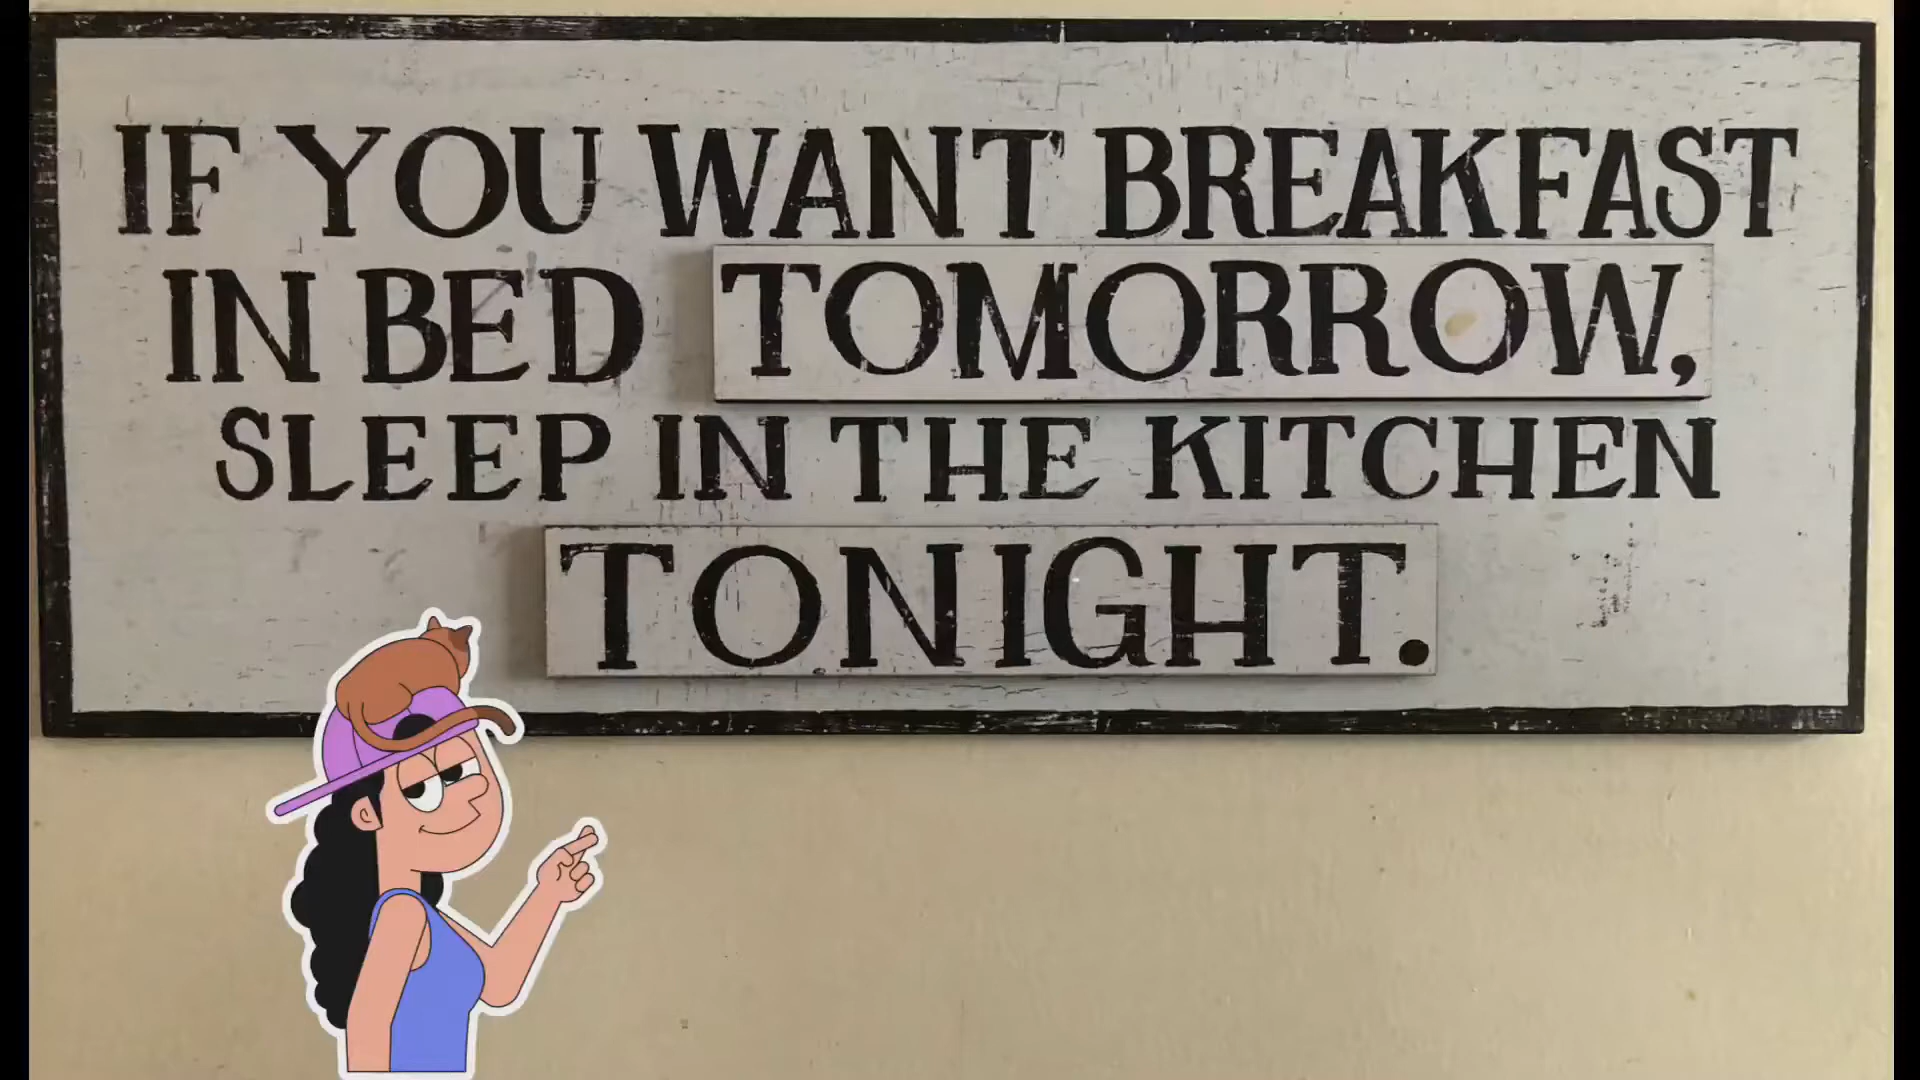 IF YOU WANT BREAKFAST
IN BED TOMORROW,
SLEEP IN THE KITCHEN
TONIGHT.